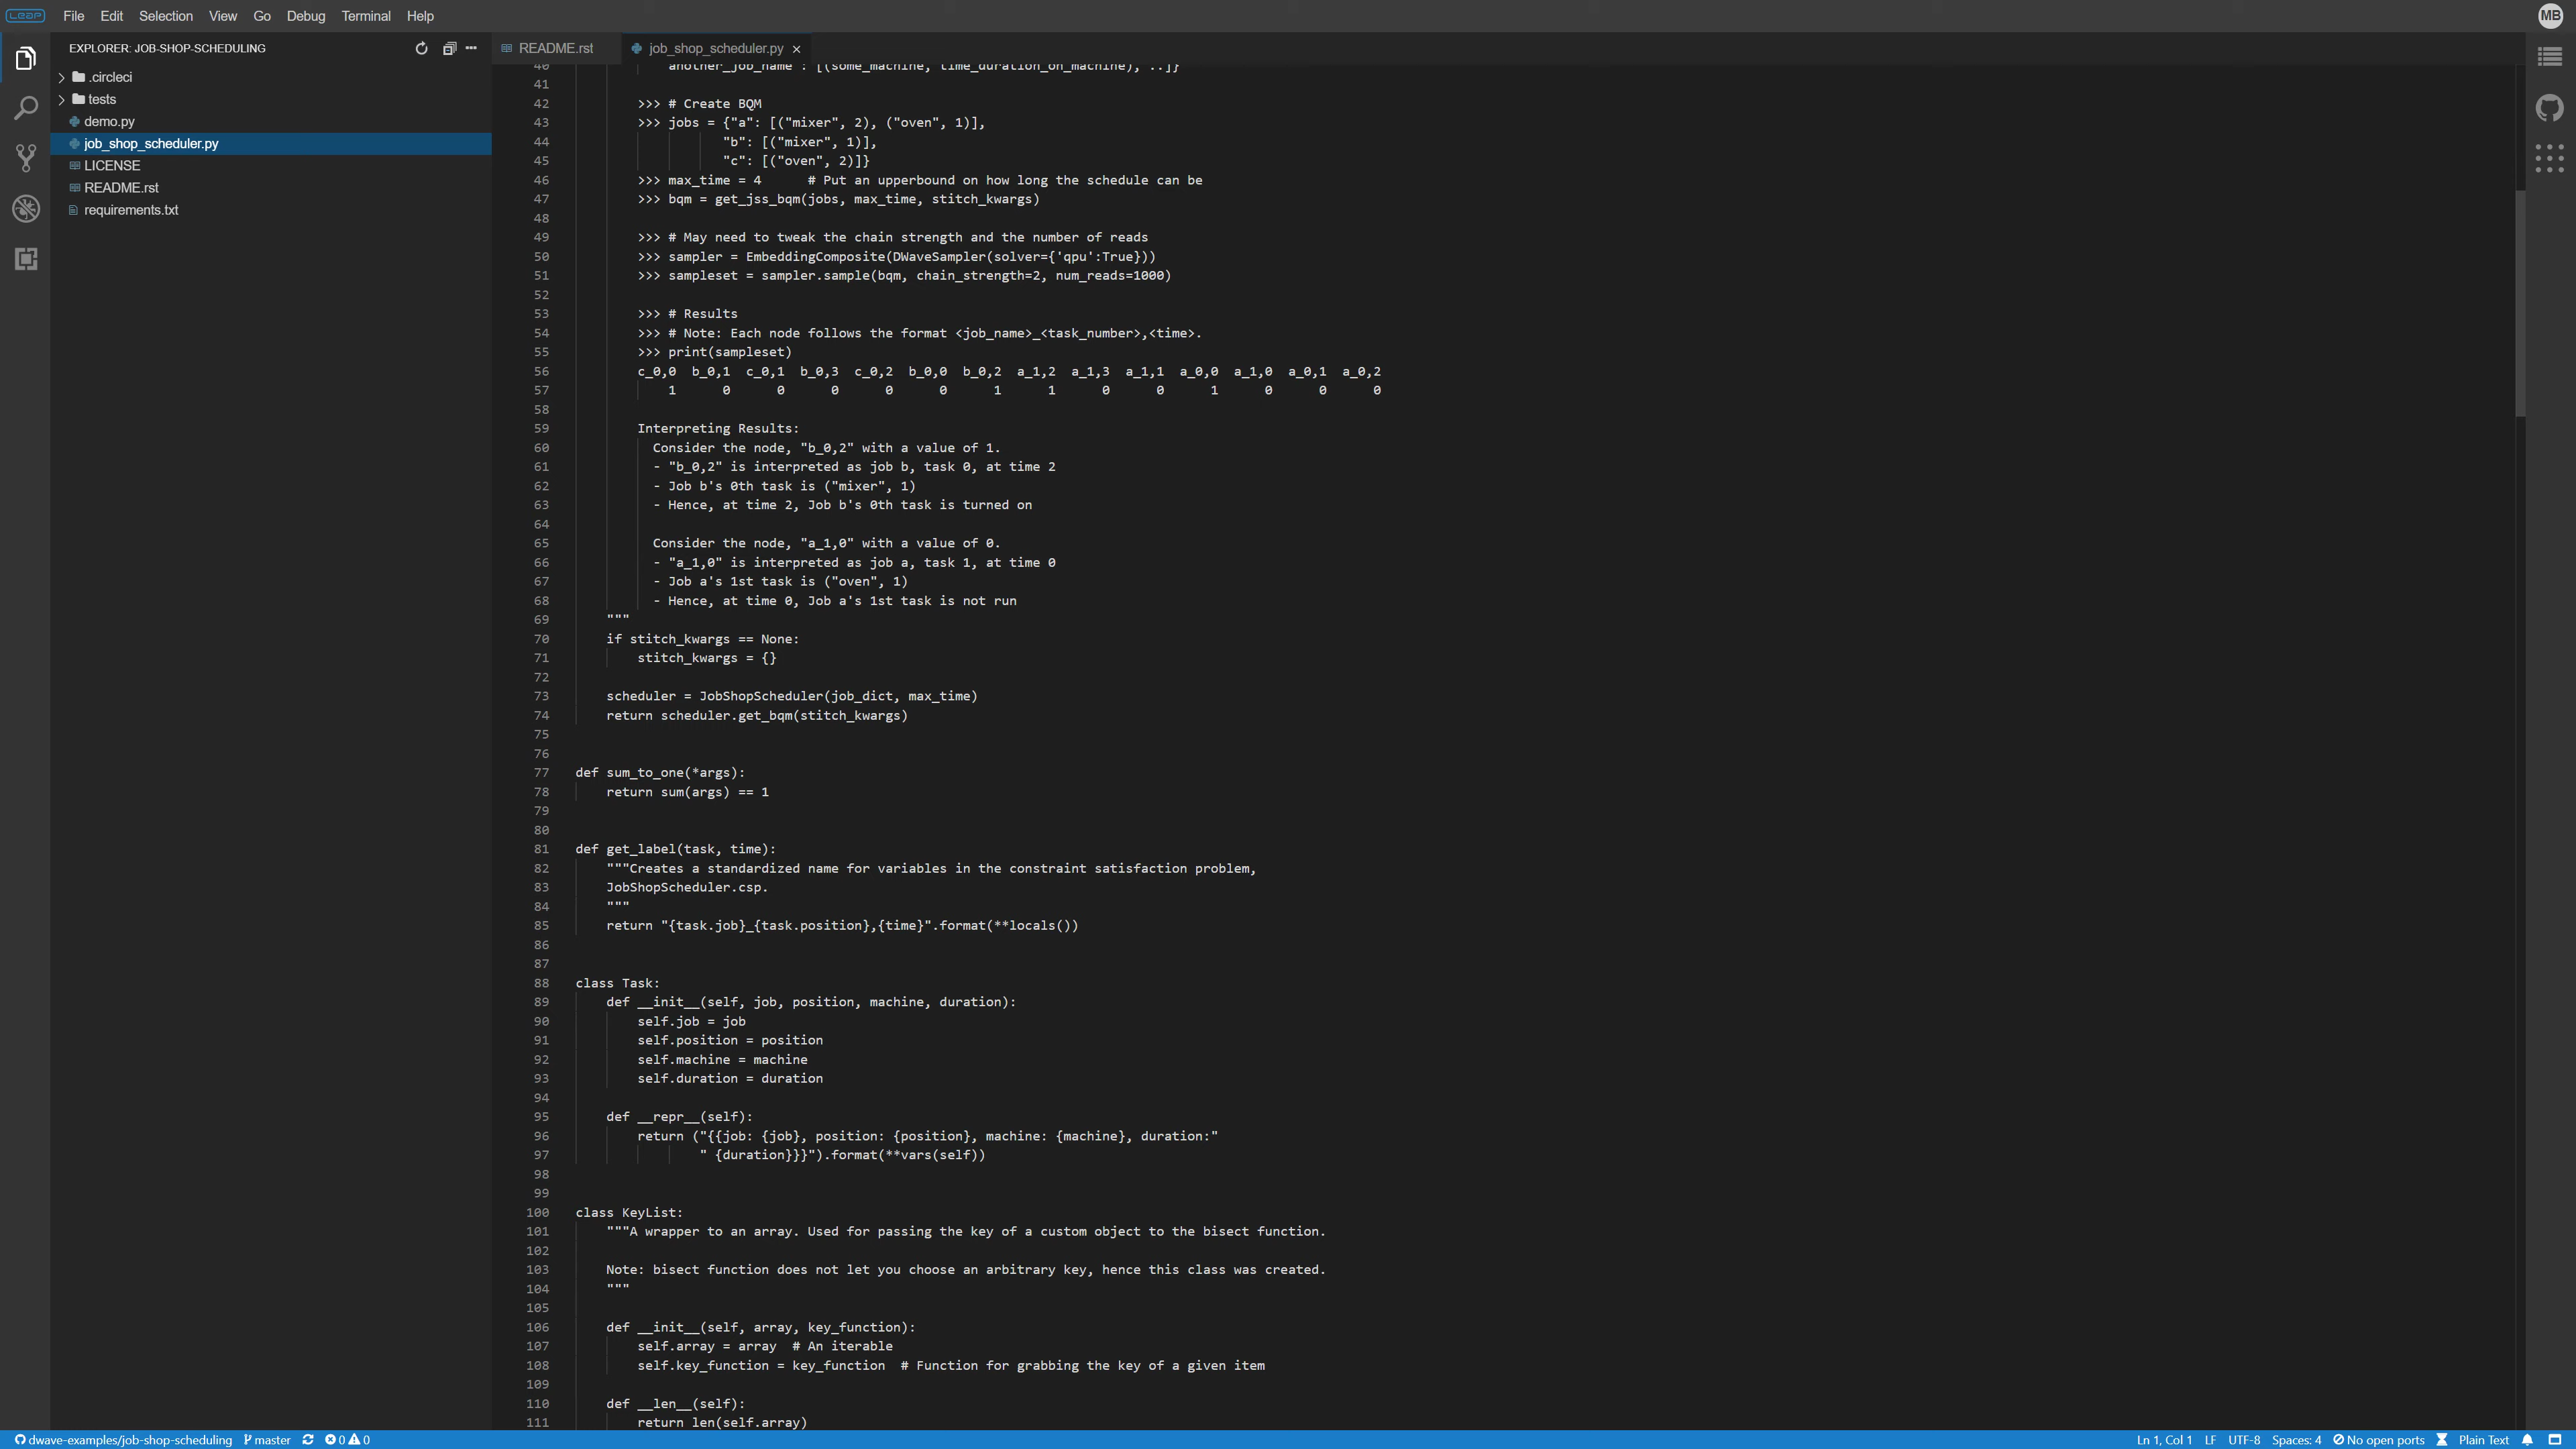 LEAP File Edit Selection View Go Debug Terminal Help MB
EXPLORER: JOB-SHOP-SCHEDULING
.circleci
tests
demo.py
job_shop_scheduler.py
LICENSE
README.rst
requirements.txt
README.rst job_shop_scheduler.py ×
40 another_job_name : [(some_machine, time_duration_on_machine), ..]}
41
42 >>> # Create BQM
43 >>> jobs = {"a": [("mixer", 2), ("oven", 1)],
44 "b": [("mixer", 1)],
45 "c": [("oven", 2)]}
46 >>> max_time = 4 # Put an upperbound on how long the schedule can be
47 >>> bqm = get_jss_bqm(jobs, max_time, stitch_kwargs)
48
49 >>> # May need to tweak the chain strength and the number of reads
50 >>> sampler = EmbeddingComposite(DWaveSampler(solver={'qpu':True}))
51 >>> sampleset = sampler.sample(bqm, chain_strength=2, num_reads=1000)
52
53 >>> # Results
54 >>> # Note: Each node follows the format <job_name>_<task_number>,<time>.
55 >>> print(sampleset)
56 c_0,0 b_0,1 c_0,1 b_0,3 c_0,2 b_0,0 b_0,2 a_1,2 a_1,3 a_1,1 a_0,0 a_1,0 a_0,1 a_0,2
57 1 0 0 0 0 0 1 1 0 0 1 0 0 0
58
59 Interpreting Results:
60 Consider the node, "b_0,2" with a value of 1.
61 - "b_0,2" is interpreted as job b, task 0, at time 2
62 - Job b's 0th task is ("mixer", 1)
63 - Hence, at time 2, Job b's 0th task is turned on
64
65 Consider the node, "a_1,0" with a value of 0.
66 - "a_1,0" is interpreted as job a, task 1, at time 0
67 - Job a's 1st task is ("oven", 1)
68 - Hence, at time 0, Job a's 1st task is not run
69 """
70 if stitch_kwargs == None:
71 stitch_kwargs = {}
72
73 scheduler = JobShopScheduler(job_dict, max_time)
74 return scheduler.get_bqm(stitch_kwargs)
75
76
77 def sum_to_one(*args):
78 return sum(args) == 1
79
80
81 def get_label(task, time):
82 """Creates a standardized name for variables in the constraint satisfaction problem,
83 JobShopScheduler.csp.
84 """
85 return "{task.job}_{task.position},{time}".format(**locals())
86
87
88 class Task:
89 def __init__(self, job, position, machine, duration):
90 self.job = job
91 self.position = position
92 self.machine = machine
93 self.duration = duration
94
95 def __repr__(self):
96 return ("{{job: {job}, position: {position}, machine: {machine}, duration:"
97 " {duration}}}").format(**vars(self))
98
99
100 class KeyList:
101 """A wrapper to an array. Used for passing the key of a custom object to the bisect function.
102
103 Note: bisect function does not let you choose an arbitrary key, hence this class was created.
104 """
105
106 def __init__(self, array, key_function):
107 self.array = array # An iterable
108 self.key_function = key_function # Function for grabbing the key of a given item
109
110 def __len__(self):
111 return len(self.array)
dwave-examples/job-shop-scheduling master 0 0 Ln 1, Col 1 LF UTF-8 Spaces: 4 No open ports Plain Text